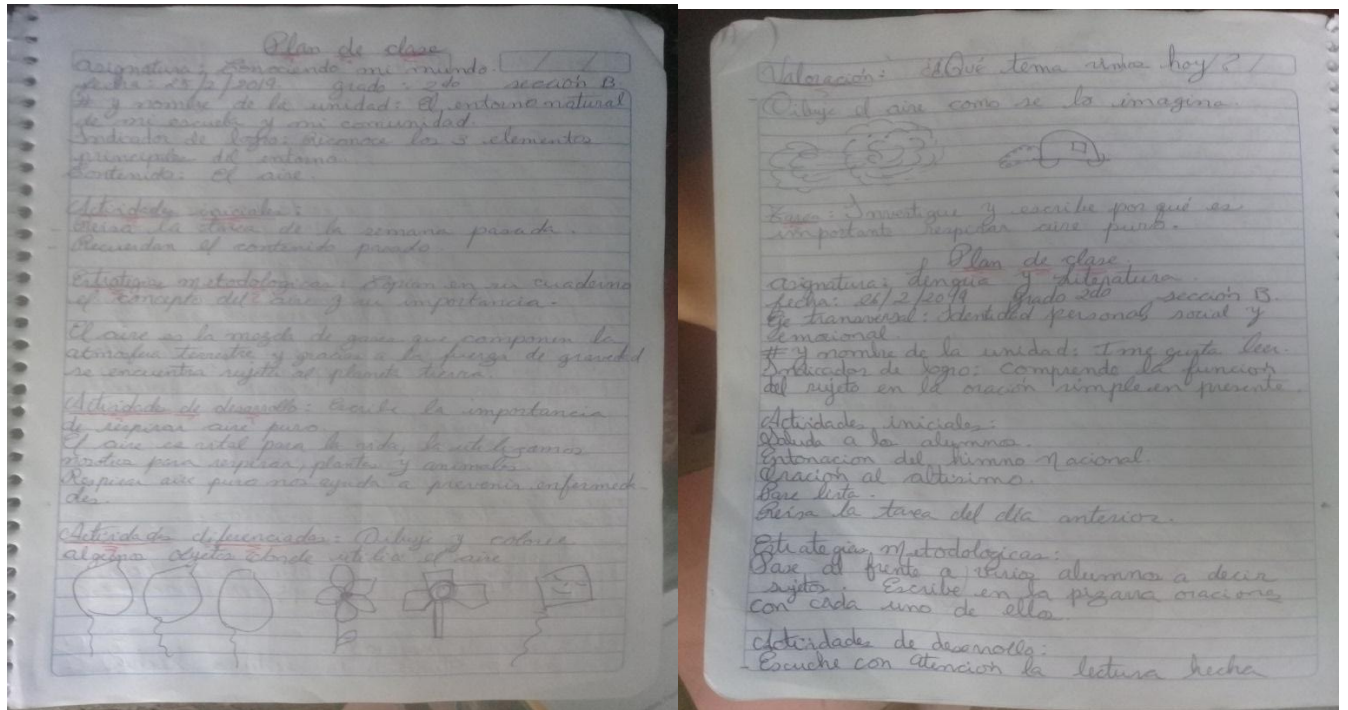 Plan de clase
Asignatura: Conociendo mi mundo.
fecha: 25/2/2019 grado: 2do sección B
# y nombre de la unidad: El entorno natural
de mi escuela y mi comunidad.
Indicador de logro: reconoce los 3 elementos
principales del entorno.
Contenido: El aire.
Actividades iniciales:
Revisa la tarea de la semana pasada.
Recuerdan el contenido pasado.
Estrategias metodologicas: Copian en su cuaderno
el concepto del aire y su importancia.
El aire es la mezcla de gases que componen la
atmosfera terrestre y gracias a la fuerza de gravedad
se encuentra sujeta al planeta tierra.
Actividades de desarrollo: Escribe la importancia
de respirar aire puro.
El aire es vital para la vida, lo utilizamos
para respirar, plantas y animales.
Respirar aire puro nos ayuda a prevenir enfermeda
des.
Actividades diferenciadas: Dibuje y coloree
algunos objetos donde utilice el aire
Valoración: ¿Qué tema vimos hoy?
Dibuje el aire como se lo imagina.
Tarea: Investigue y escribe por qué es
importante respirar aire puro.
Plan de clase
Asignatura: Lengua y Literatura
fecha: 26/2/2019 grado 2do sección B.
Eje transversal: Identidad personal, social y
emocional.
# y nombre de la unidad: I me gusta leer.
Indicador de logro: Comprende la función
del sujeto en la oración simple en presente
Actividades iniciales:
Saluda a los alumnos.
Entonación del himno nacional.
Oración al altísimo.
Pase lista.
Revisa la tarea del día anterior.
Estrategias metodologicas:
Pase al frente a varios alumnos a decir
sujetos. Escribe en la pizarra oraciones
con cada uno de ellos.
Actividades de desarrollo:
Escuche con atención la lectura hecha